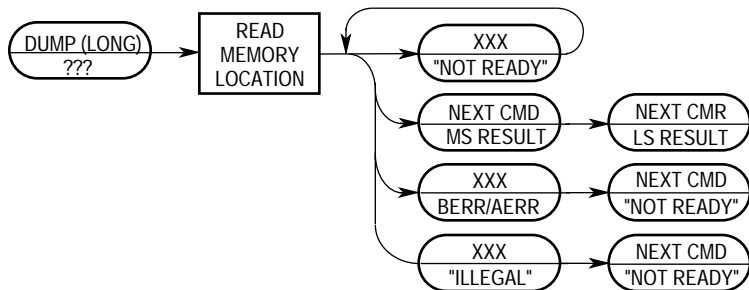 DUMP (LONG)
???
READ
MEMORY
LOCATION
XXX
"NOT READY"
NEXT CMD
MS RESULT
NEXT CMR
LS RESULT
XXX
BERR/AERR
NEXT CMD
"NOT READY"
XXX
"ILLEGAL"
NEXT CMD
"NOT READY"